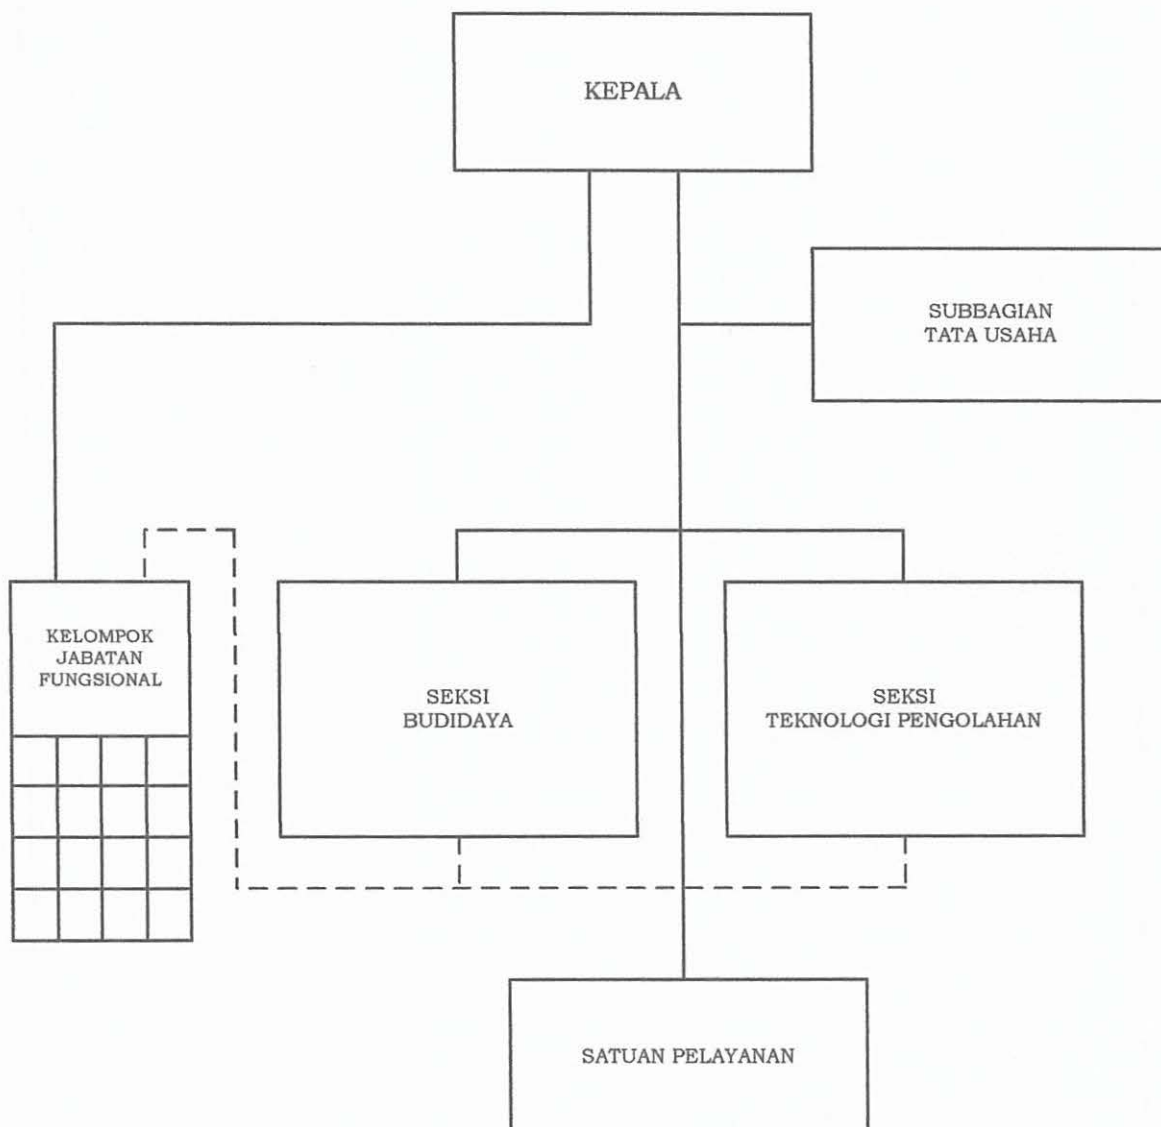 KEPALA
SUBBAGIAN
TATA USAHA
KELOMPOK
JABATAN
FUNGSIONAL
SEKSI
BUDIDAYA
SEKSI
TEKNOLOGI PENGOLAHAN
SATUAN PELAYANAN